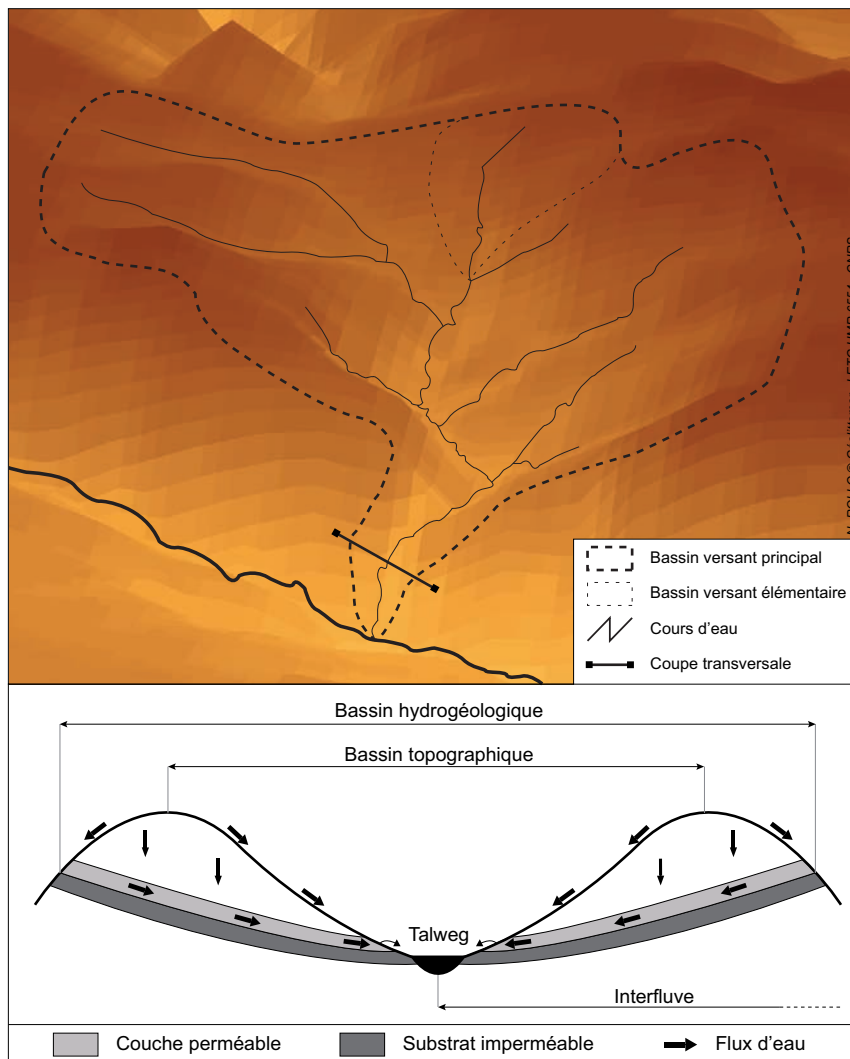 Bassin versant principal
Bassin versant élémentaire
Cours d'eau
Coupe transversale
Bassin hydrogéologique
Bassin topographique
Talweg
Interfluve
Couche perméable
Substrat imperméable
Flux d'eau